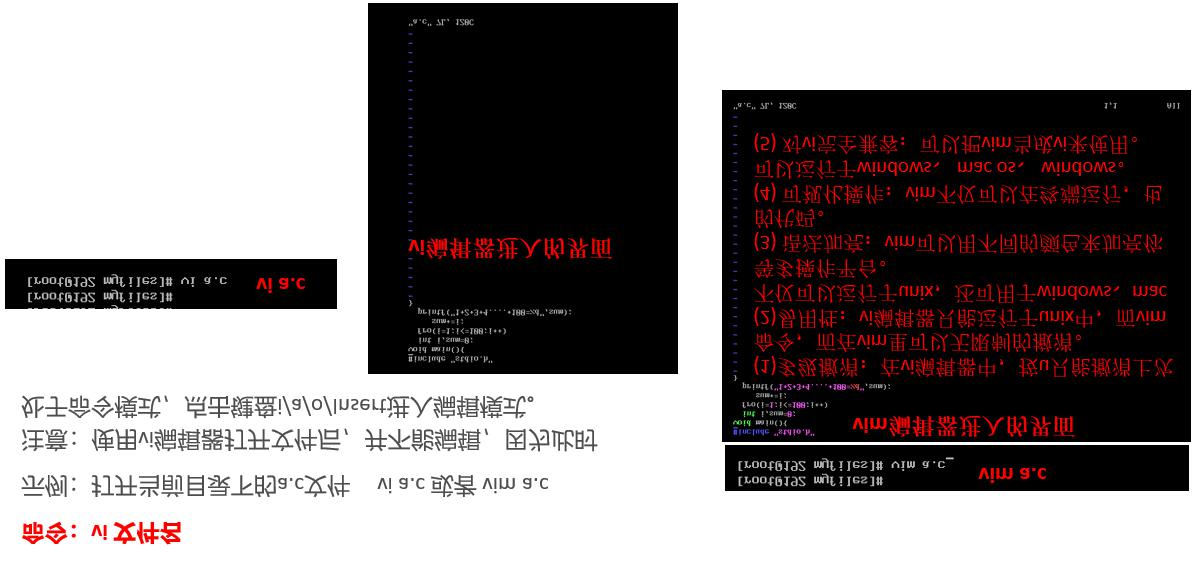 命令：vi 文件名
示例：打开当前目录下的a.c文件 vi a.c 或者 vim a.c
注意：使用vi编辑器打开文件后，并不能编辑，因为此时
处于命令模式，点击键盘i/a/o/Insert进入编辑模式。
[root@192 myfiles]#
[root@192 myfiles]# vi a.c
vi a.c
#include "stdio.h"
void main(){
int i,sum=0;
fro(i=1;i<=100;i++)
sum+=i;
printf("1+2+3+4....+100=%d",sum);
}
vi编辑器进入的界面
"a.c" 7L, 128C
[root@192 myfiles]#
[root@192 myfiles]# vim a.c_
vim a.c
#include "stdio.h"
void main(){
int i,sum=0;
fro(i=1;i<=100;i++)
sum+=i;
printf("1+2+3+4....+100=%d",sum);
}
vim编辑器进入的界面
(1)多级撤消：在vi编辑器中，按u只能撤消上次
命令，而在vim里可以无限制的撤消。
(2)易用性：vi编辑器只能运行于unix中，而vim
不仅可以运行于unix，还可用于windows、mac
等多操作平台。
(3) 语法加亮：vim可以用不同的颜色来加亮你
的代码。
(4) 可视化操作：vim不仅可以在终端运行，也
可以运行于windows、 mac os、 windows。
(5) 对vi完全兼容：可以把vim当成vi来使用。
"a.c" 7L, 128C 1,1 All